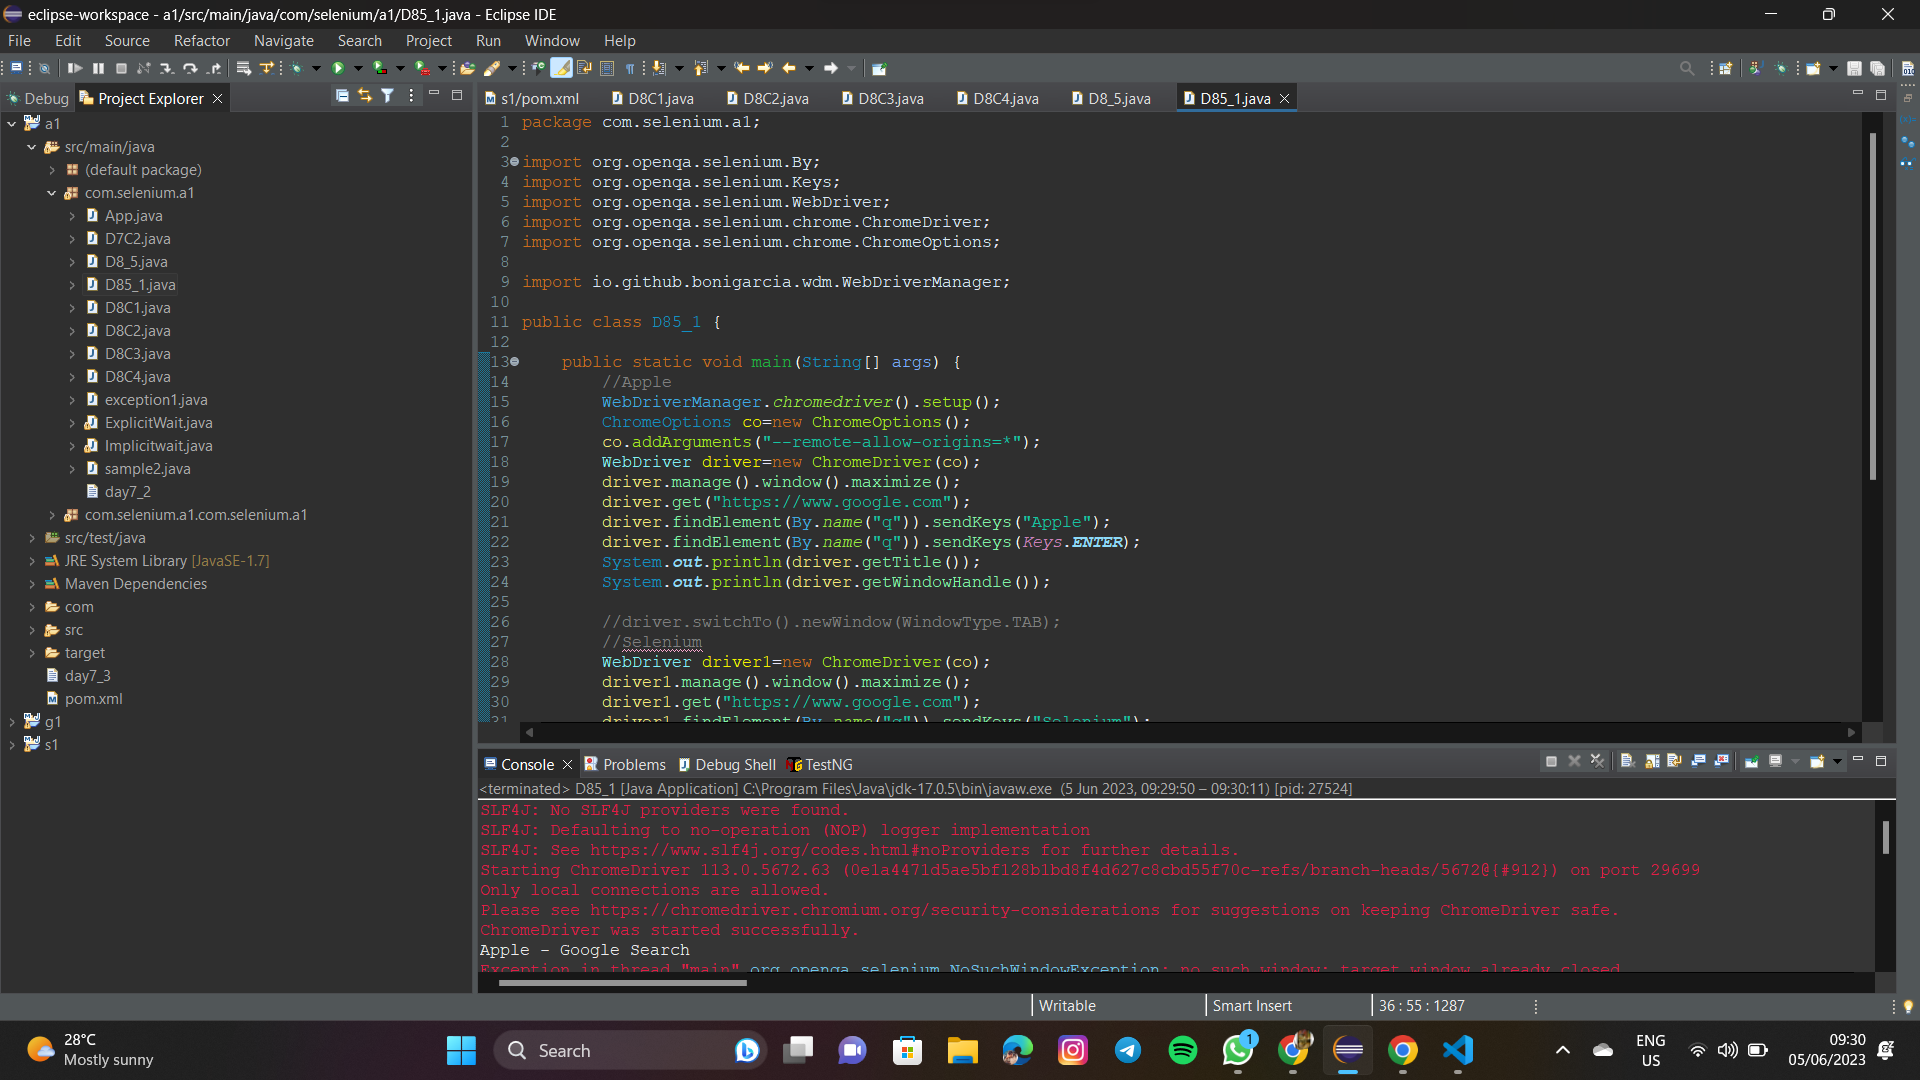 eclipse-workspace - a1/src/main/java/com/selenium/a1/D85_1.java - Eclipse IDE
File Edit Source Refactor Navigate Search Project Run Window Help
Debug Project Explorer
s1/pom.xml D8C1.java D8C2.java D8C3.java D8C4.java D8_5.java D85_1.java
a1
src/main/java
(default package)
com.selenium.a1
App.java
D7C2.java
D8_5.java
D85_1.java
D8C1.java
D8C2.java
D8C3.java
D8C4.java
exception1.java
ExplicitWait.java
Implicitwait.java
sample2.java
day7_2
com.selenium.a1.com.selenium.a1
src/test/java
JRE System Library [JavaSE-1.7]
Maven Dependencies
com
src
target
day7_3
pom.xml
g1
s1
1 package com.selenium.a1;
2
3 import org.openqa.selenium.By;
4 import org.openqa.selenium.Keys;
5 import org.openqa.selenium.WebDriver;
6 import org.openqa.selenium.chrome.ChromeDriver;
7 import org.openqa.selenium.chrome.ChromeOptions;
8
9 import io.github.bonigarcia.wdm.WebDriverManager;
10
11 public class D85_1 {
12
13 public static void main(String[] args) {
14 //Apple
15 WebDriverManager.chromedriver().setup();
16 ChromeOptions co=new ChromeOptions();
17 co.addArguments("--remote-allow-origins=*");
18 WebDriver driver=new ChromeDriver(co);
19 driver.manage().window().maximize();
20 driver.get("https://www.google.com");
21 driver.findElement(By.name("q")).sendKeys("Apple");
22 driver.findElement(By.name("q")).sendKeys(Keys.ENTER);
23 System.out.println(driver.getTitle());
24 System.out.println(driver.getWindowHandle());
25
26 //driver.switchTo().newWindow(WindowType.TAB);
27 //Selenium
28 WebDriver driver1=new ChromeDriver(co);
29 driver1.manage().window().maximize();
30 driver1.get("https://www.google.com");
31 driver1.findElement(By.name("q")).sendKeys("Selenium");
Console Problems Debug Shell TestNG
<terminated> D85_1 [Java Application] C:\Program Files\Java\jdk-17.0.5\bin\javaw.exe (5 Jun 2023, 09:29:50 – 09:30:11) [pid: 27524]
SLF4J: No SLF4J providers were found.
SLF4J: Defaulting to no-operation (NOP) logger implementation
SLF4J: See https://www.slf4j.org/codes.html#noProviders for further details.
Starting ChromeDriver 113.0.5672.63 (0e1a4471d5ae5bf128b1bd8f4d627c8cbd55f70c-refs/branch-heads/5672@{#912}) on port 29699
Only local connections are allowed.
Please see https://chromedriver.chromium.org/security-considerations for suggestions on keeping ChromeDriver safe.
ChromeDriver was started successfully.
Apple - Google Search
Exception in thread "main" org.openqa.selenium.NoSuchWindowException: no such window: target window already closed
Writable Smart Insert 36 : 55 : 1287
28°C
Mostly sunny
Search
1
ENG
US
09:30
05/06/2023